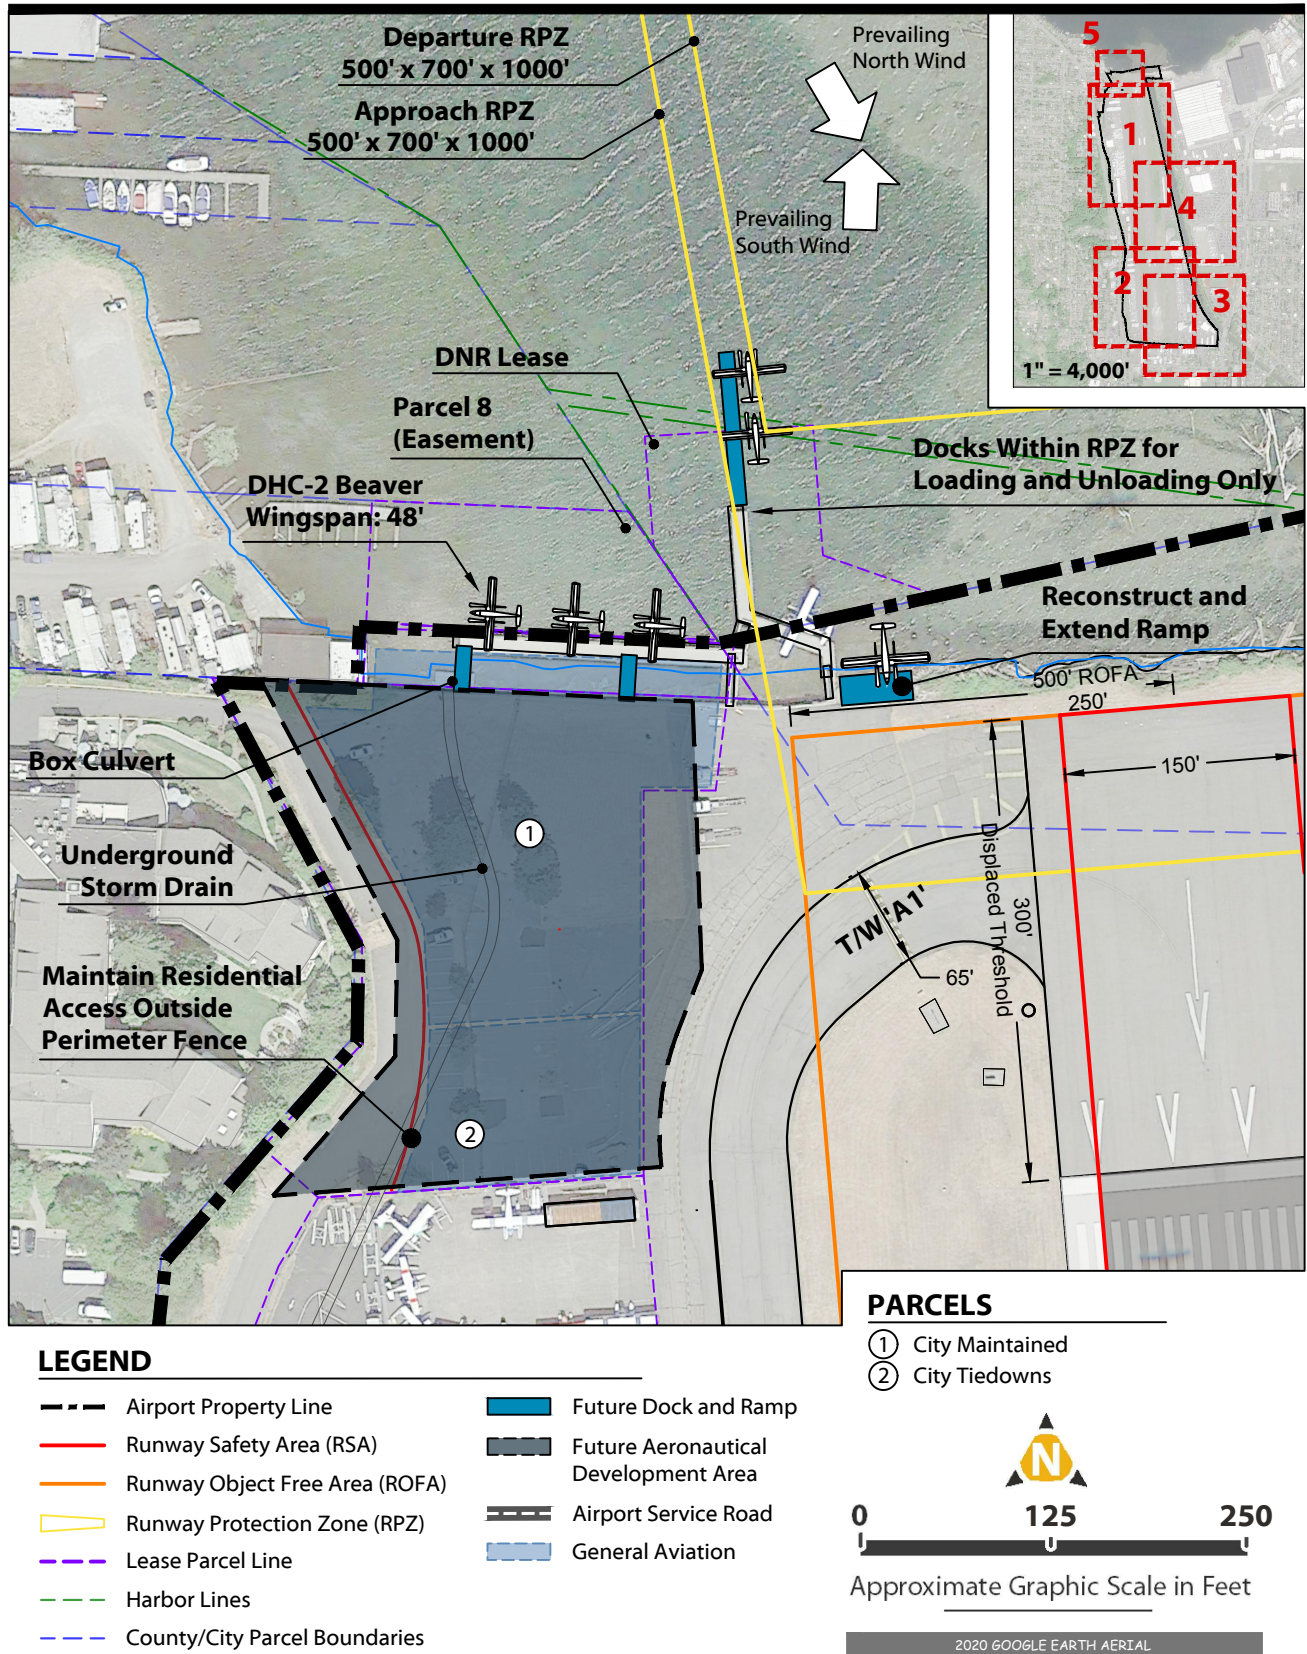 Departure RPZ
500' x 700' x 1000'
Approach RPZ
500' x 700' x 1000'
Prevailing
North Wind
Prevailing
South Wind
5
1
4
2
3
1" = 4,000'
DNR Lease
Parcel 8
(Easement)
DHC-2 Beaver
Wingspan: 48'
Docks Within RPZ for
Loading and Unloading Only
Reconstruct and
Extend Ramp
500' ROFA
250'
150'
Box Culvert
1
Underground
Storm Drain
Displaced Threshold
300'
T/W 'A1'
65'
Maintain Residential
Access Outside
Perimeter Fence
2
PARCELS
1 City Maintained
2 City Tiedowns
LEGEND
Airport Property Line
Runway Safety Area (RSA)
Runway Object Free Area (ROFA)
Runway Protection Zone (RPZ)
Lease Parcel Line
Harbor Lines
County/City Parcel Boundaries
Future Dock and Ramp
Future Aeronautical
Development Area
Airport Service Road
General Aviation
N
0 125 250
Approximate Graphic Scale in Feet
2020 GOOGLE EARTH AERIAL